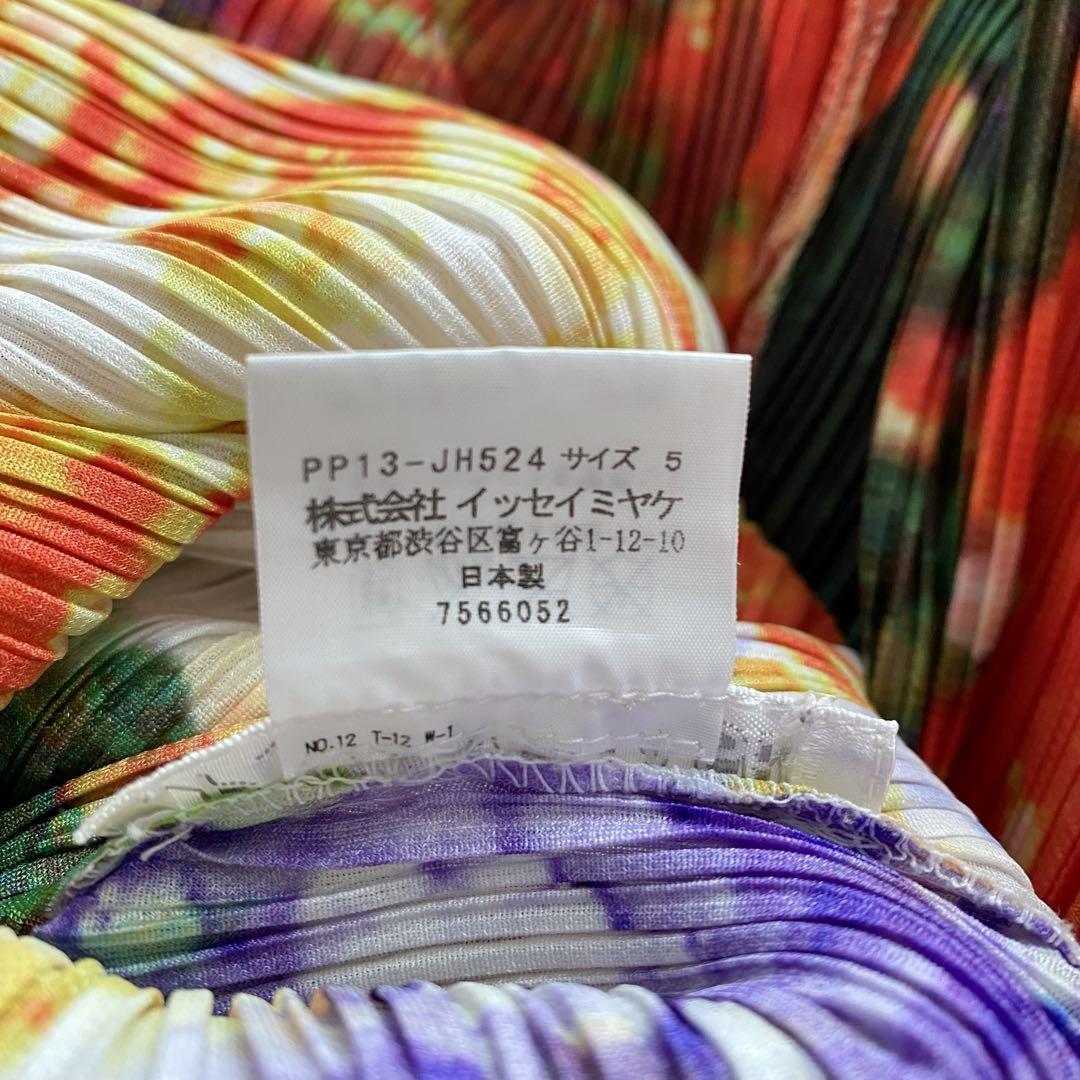 PP13-JH524 サイズ 5
株式会社 イッセイミヤケ
東京都渋谷区富ヶ谷1-12-10
日本製
7566052
NO.12 T-12 W-1